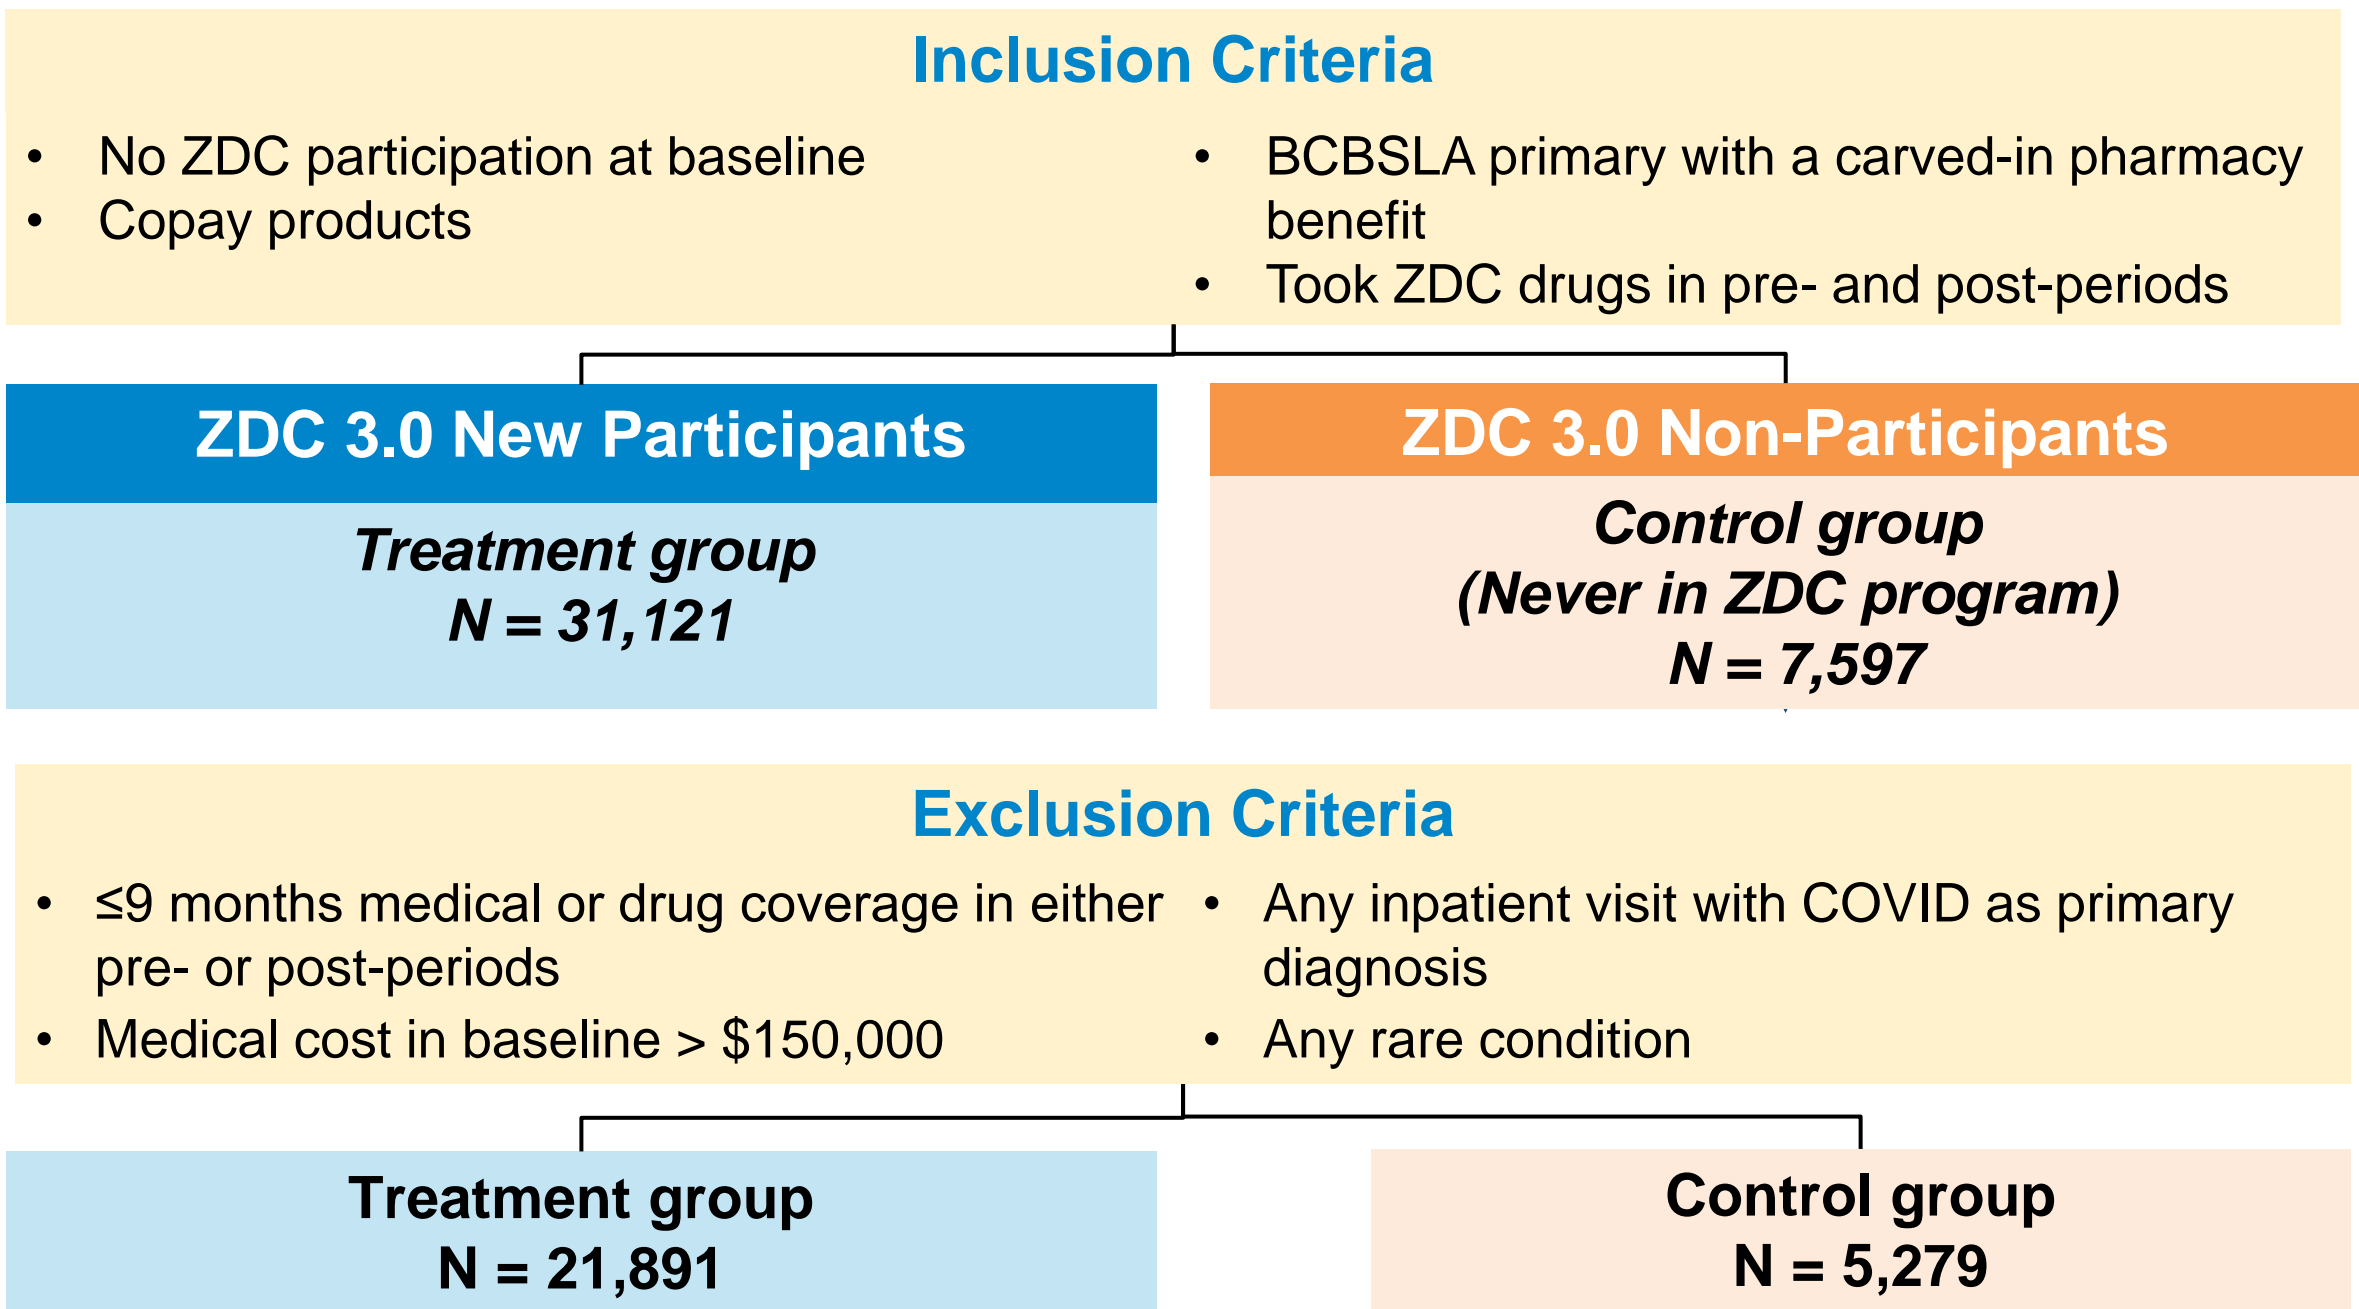 Inclusion Criteria
• No ZDC participation at baseline
• Copay products
• BCBSLA primary with a carved-in pharmacy
benefit
• Took ZDC drugs in pre- and post-periods
ZDC 3.0 New Participants
Treatment group
N = 31,121
ZDC 3.0 Non-Participants
Control group
(Never in ZDC program)
N = 7,597
Exclusion Criteria
• ≤9 months medical or drug coverage in either
pre- or post-periods
• Medical cost in baseline > $150,000
• Any inpatient visit with COVID as primary
diagnosis
• Any rare condition
Treatment group
N = 21,891
Control group
N = 5,279